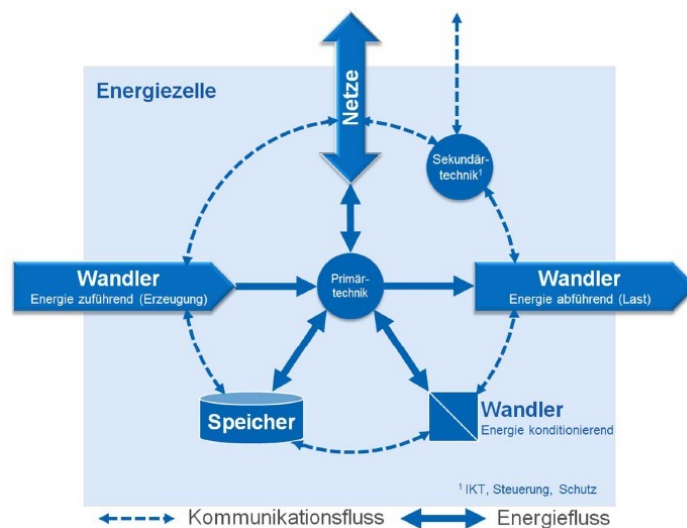 Energiezelle
Netze
Sekundär-
technik¹
Wandler
Energie zuführend (Erzeugung)
Primär-
technik
Wandler
Energie abführend (Last)
Speicher
Wandler
Energie konditionierend
¹ IKT, Steuerung, Schutz
Kommunikationsfluss
Energiefluss